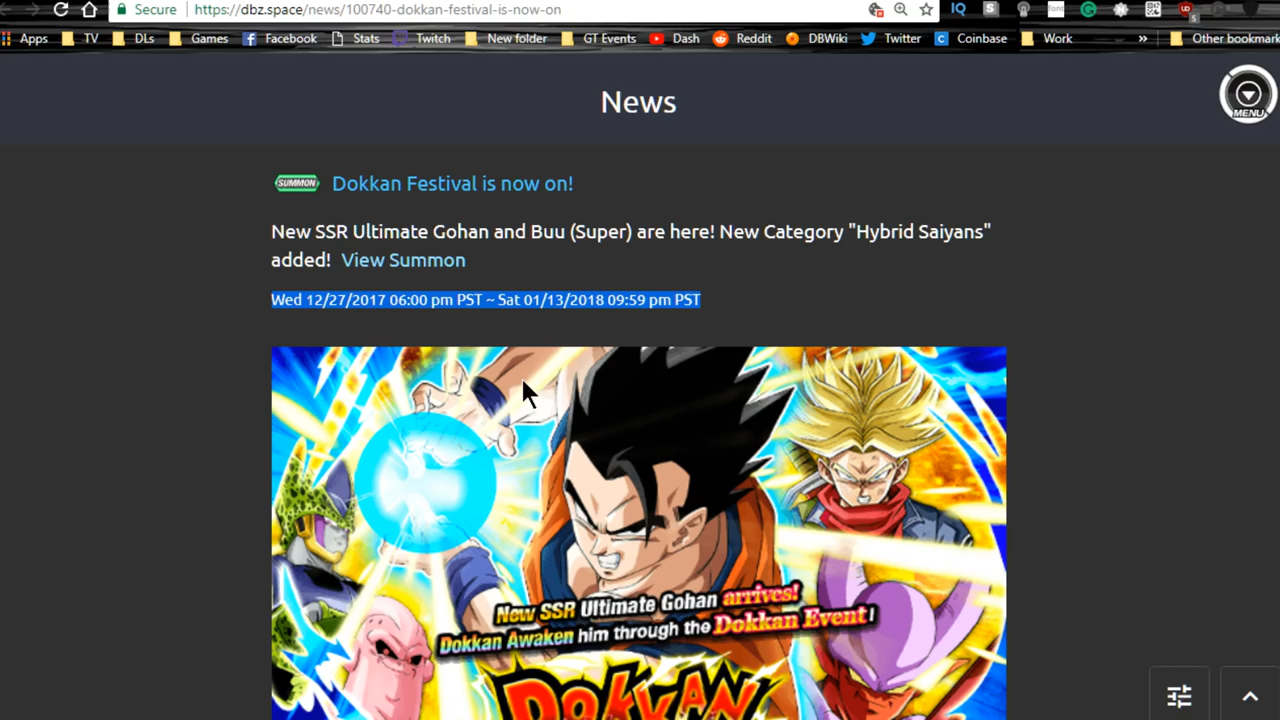 Secure https://dbz.space/news/100740-dokkan-festival-is-now-on
Apps TV DLs Games Facebook Stats Twitch New folder GT Events Dash Reddit DBWiki Twitter Coinbase Work » Other bookmark
News
MENU
SUMMON Dokkan Festival is now on!
New SSR Ultimate Gohan and Buu (Super) are here! New Category "Hybrid Saiyans"
added! View Summon
Wed 12/27/2017 06:00 pm PST ~ Sat 01/13/2018 09:59 pm PST
New SSR Ultimate Gohan arrives!
Dokkan Awaken him through the Dokkan Event!
DOKKAN